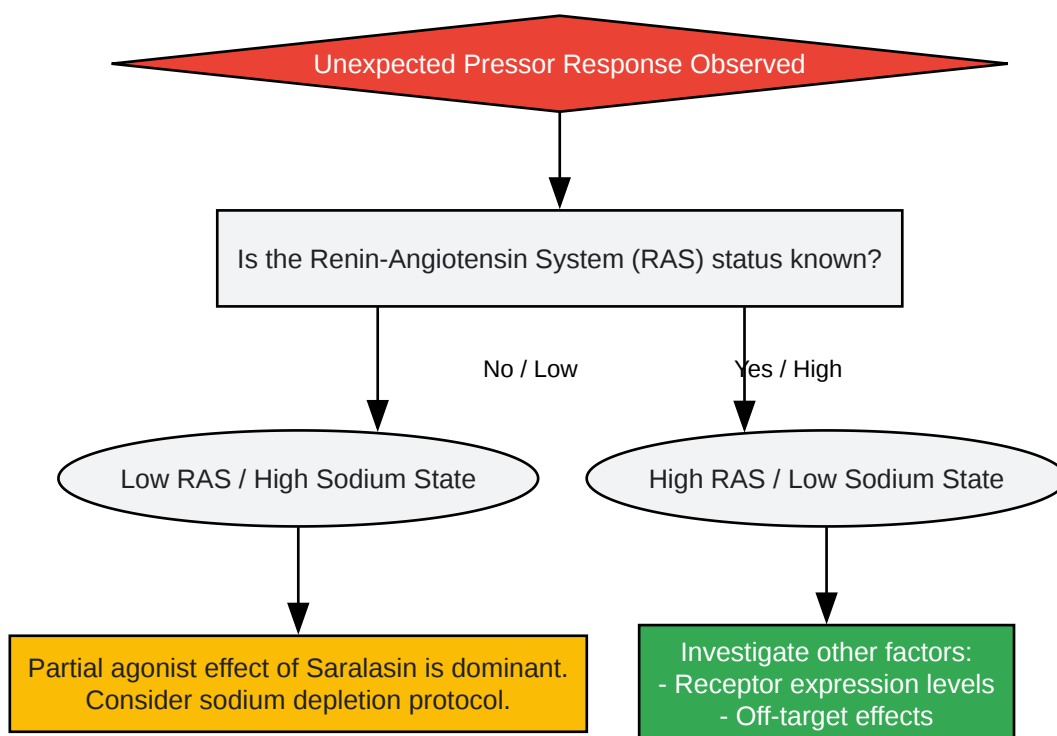 Unexpected Pressor Response Observed
Is the Renin-Angiotensin System (RAS) status known?
No / Low
Yes / High
Low RAS / High Sodium State
High RAS / Low Sodium State
Partial agonist effect of Saralasin is dominant.
Consider sodium depletion protocol.
Investigate other factors:
- Receptor expression levels
- Off-target effects